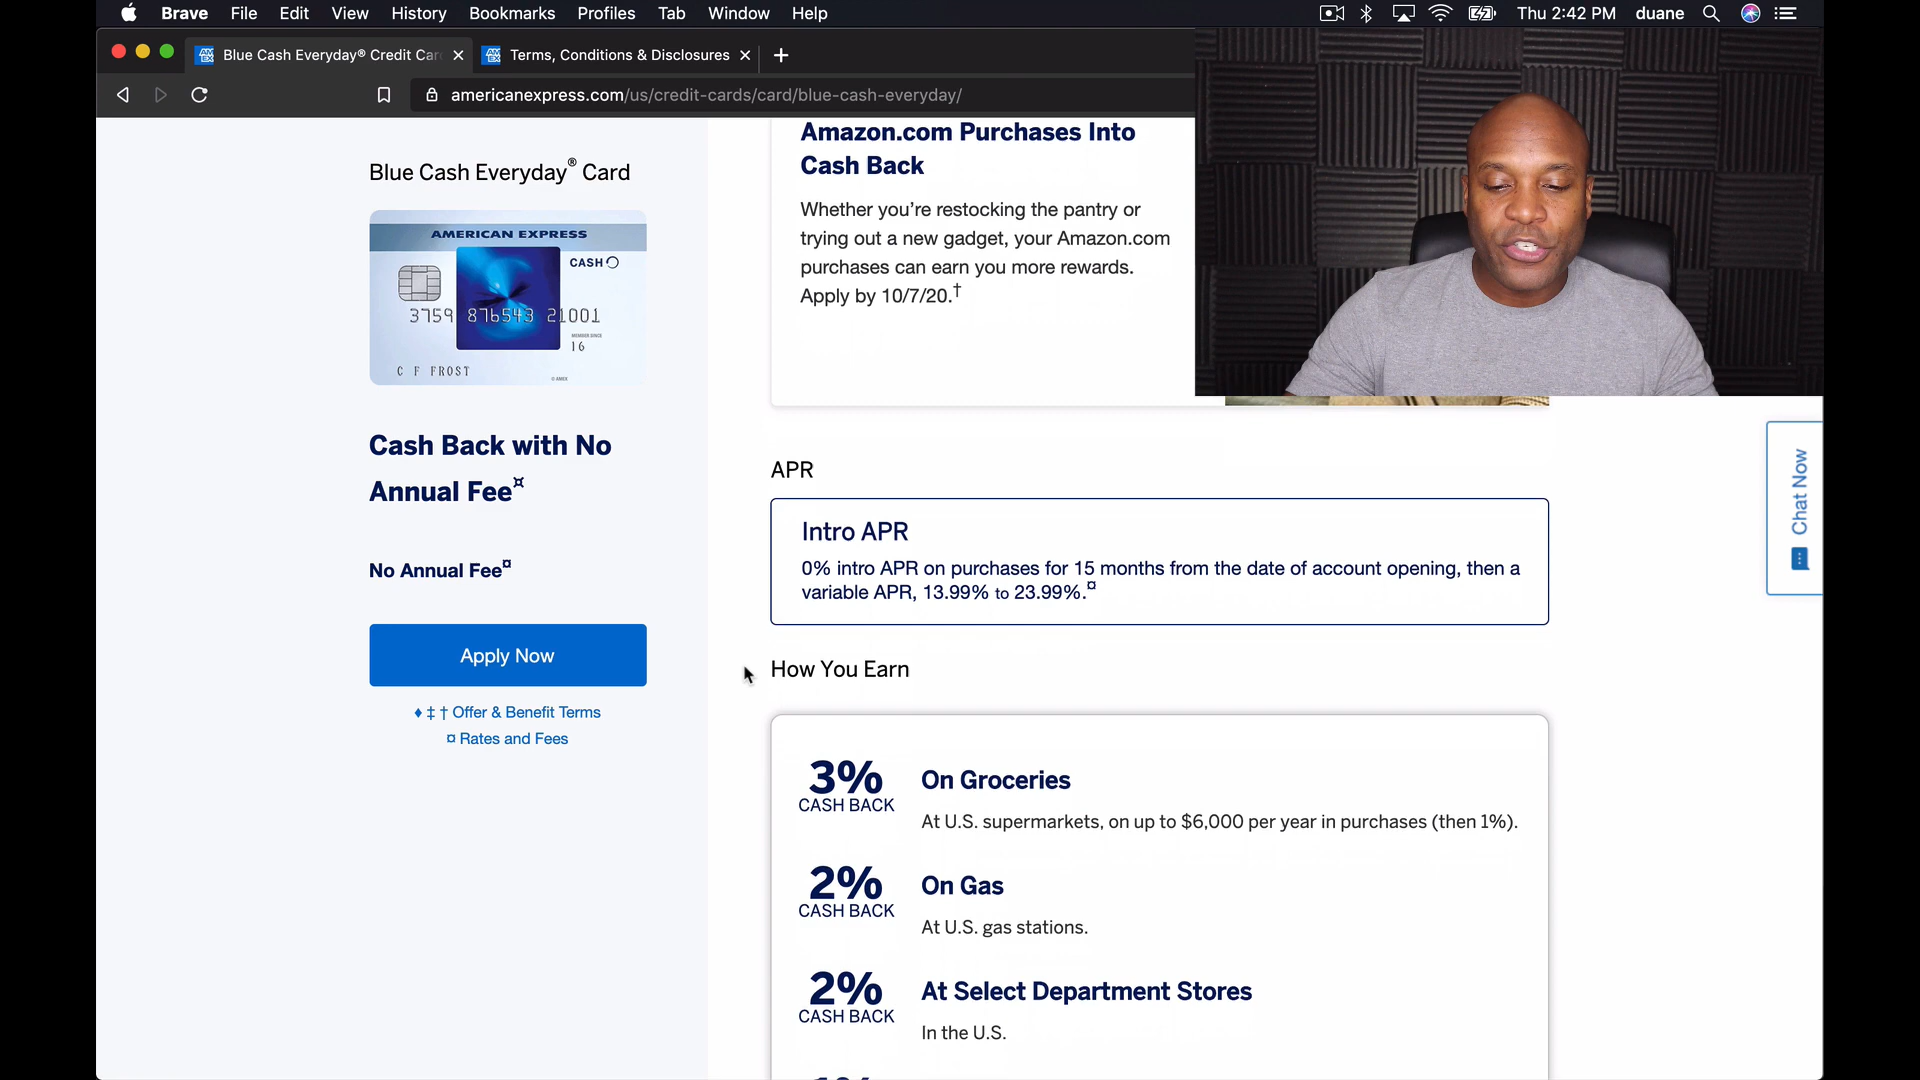 Brave File Edit View History Bookmarks Profiles Tab Window Help
Thu 2:42 PM duane
Blue Cash Everyday® Credit Car
Terms, Conditions & Disclosures
americanexpress.com/us/credit-cards/card/blue-cash-everyday/
Blue Cash Everyday® Card
AMERICAN EXPRESS
CASH
3759 876543 21001
MEMBER SINCE
16
C F FROST
© AMEX
Cash Back with No
Annual Fee¤
No Annual Fee¤
Apply Now
♦ ‡ † Offer & Benefit Terms
¤ Rates and Fees
Amazon.com Purchases Into
Cash Back
Whether you’re restocking the pantry or
trying out a new gadget, your Amazon.com
purchases can earn you more rewards.
Apply by 10/7/20.†
APR
Intro APR
0% intro APR on purchases for 15 months from the date of account opening, then a
variable APR, 13.99% to 23.99%.¤
How You Earn
3%
CASH BACK
On Groceries
At U.S. supermarkets, on up to $6,000 per year in purchases (then 1%).
2%
CASH BACK
On Gas
At U.S. gas stations.
2%
CASH BACK
At Select Department Stores
In the U.S.
Chat Now